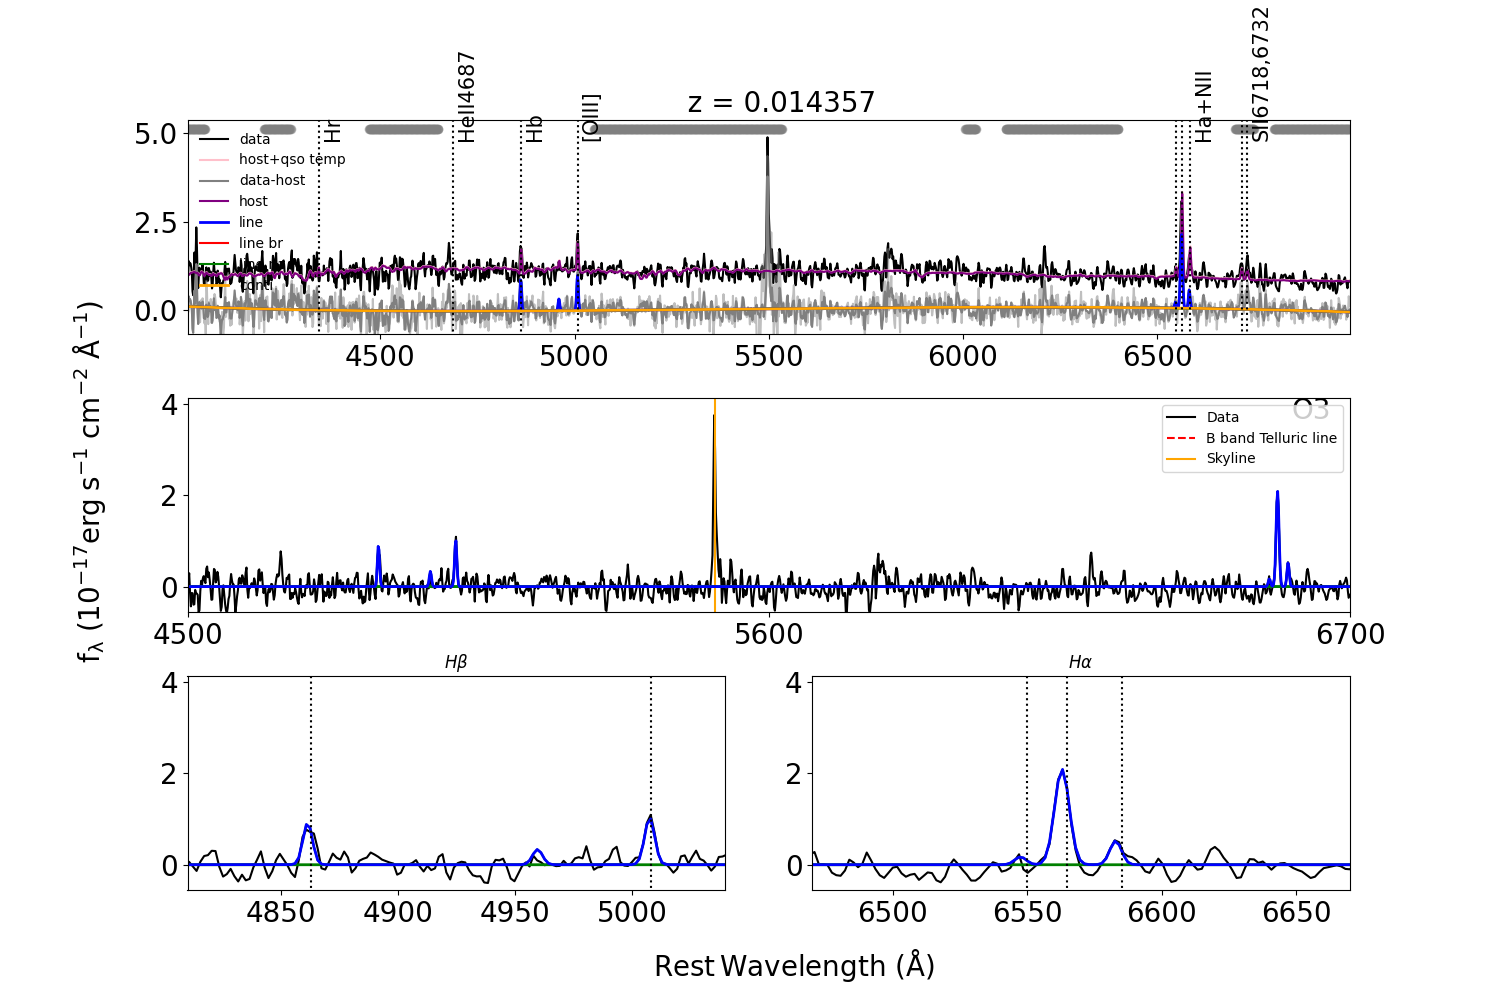 z = 0.014357
Hr
HeII4687
Hb
[OIII]
Ha+NII
SII6718,6732
5.0
2.5
0.0
data
host+qso temp
data-host
host
line
line br
conti
4500
5000
5500
6000
6500
f_λ (10⁻¹⁷erg s⁻¹ cm⁻² Å⁻¹)
4
2
0
O3
Data
B band Telluric line
Skyline
4500
5600
6700
Hβ
4
2
0
4850
4900
4950
5000
Hα
4
2
0
6500
6550
6600
6650
Rest Wavelength (Å)